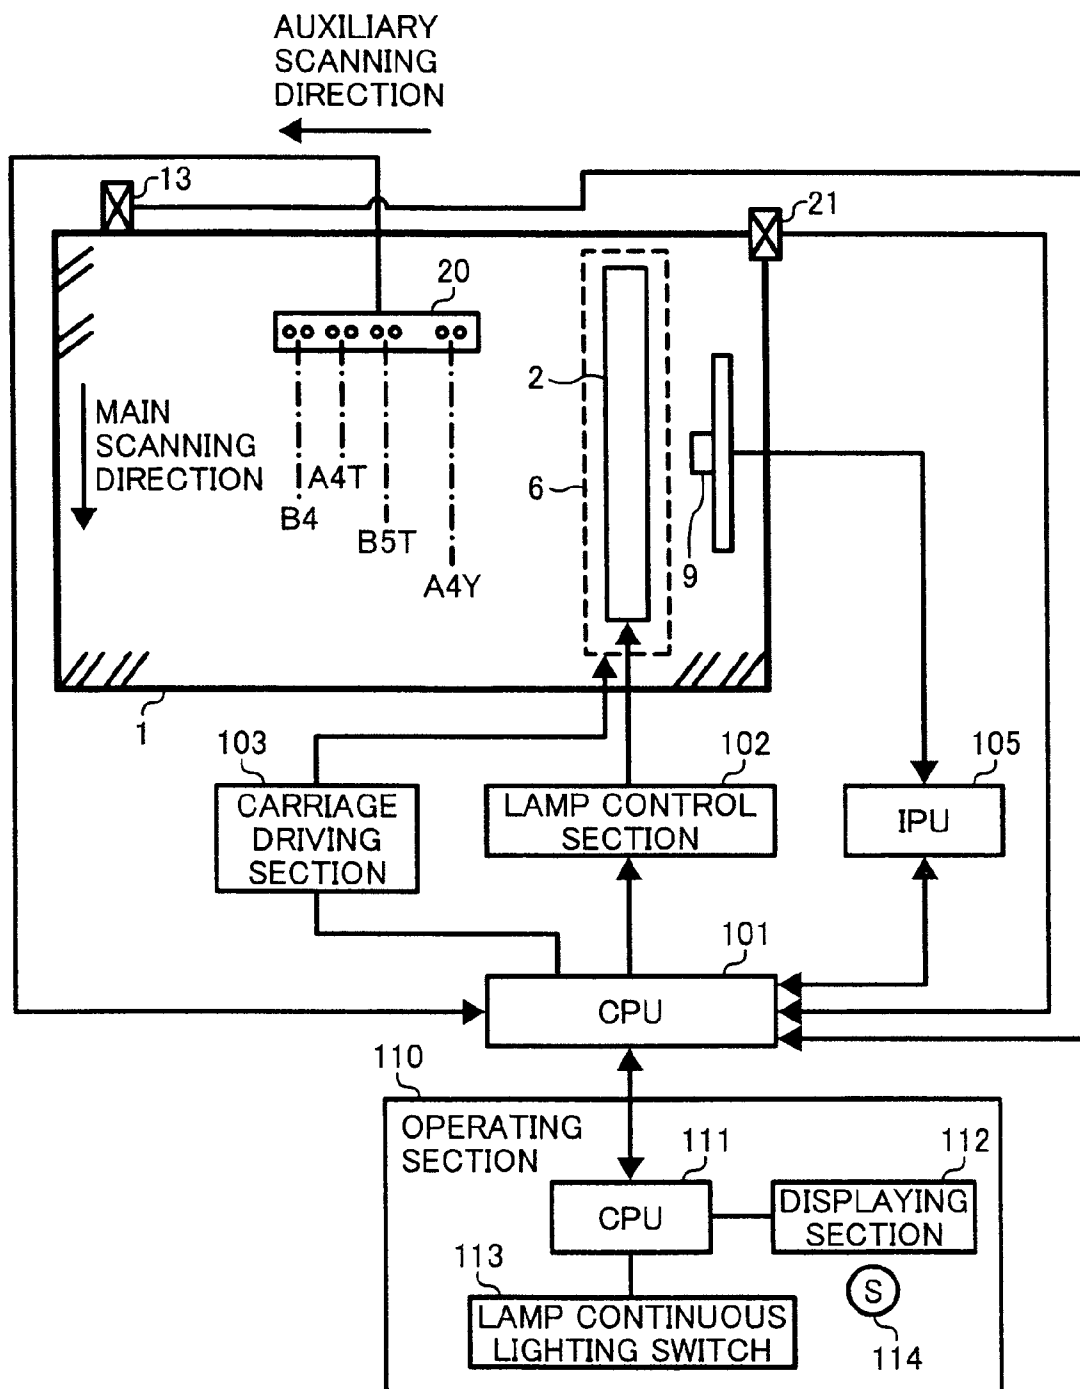 AUXILIARY
SCANNING
DIRECTION
13
21
20
2
MAIN
SCANNING
DIRECTION
A4T
6
B4
B5T
9
A4Y
1
103
102
105
CARRIAGE
DRIVING
SECTION
LAMP CONTROL
SECTION
IPU
101
CPU
110
OPERATING
SECTION
111
112
CPU
DISPLAYING
SECTION
113
S
LAMP CONTINUOUS
LIGHTING SWITCH
114